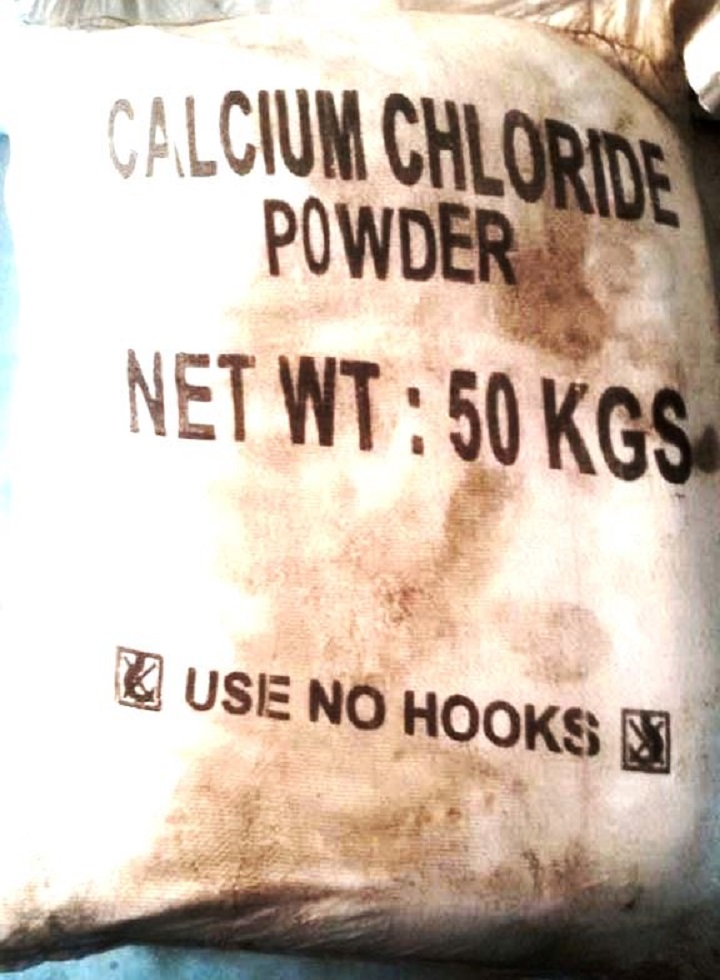 CALCIUM CHLORIDE
POWDER
NET WT : 50 KGS
USE NO HOOKS